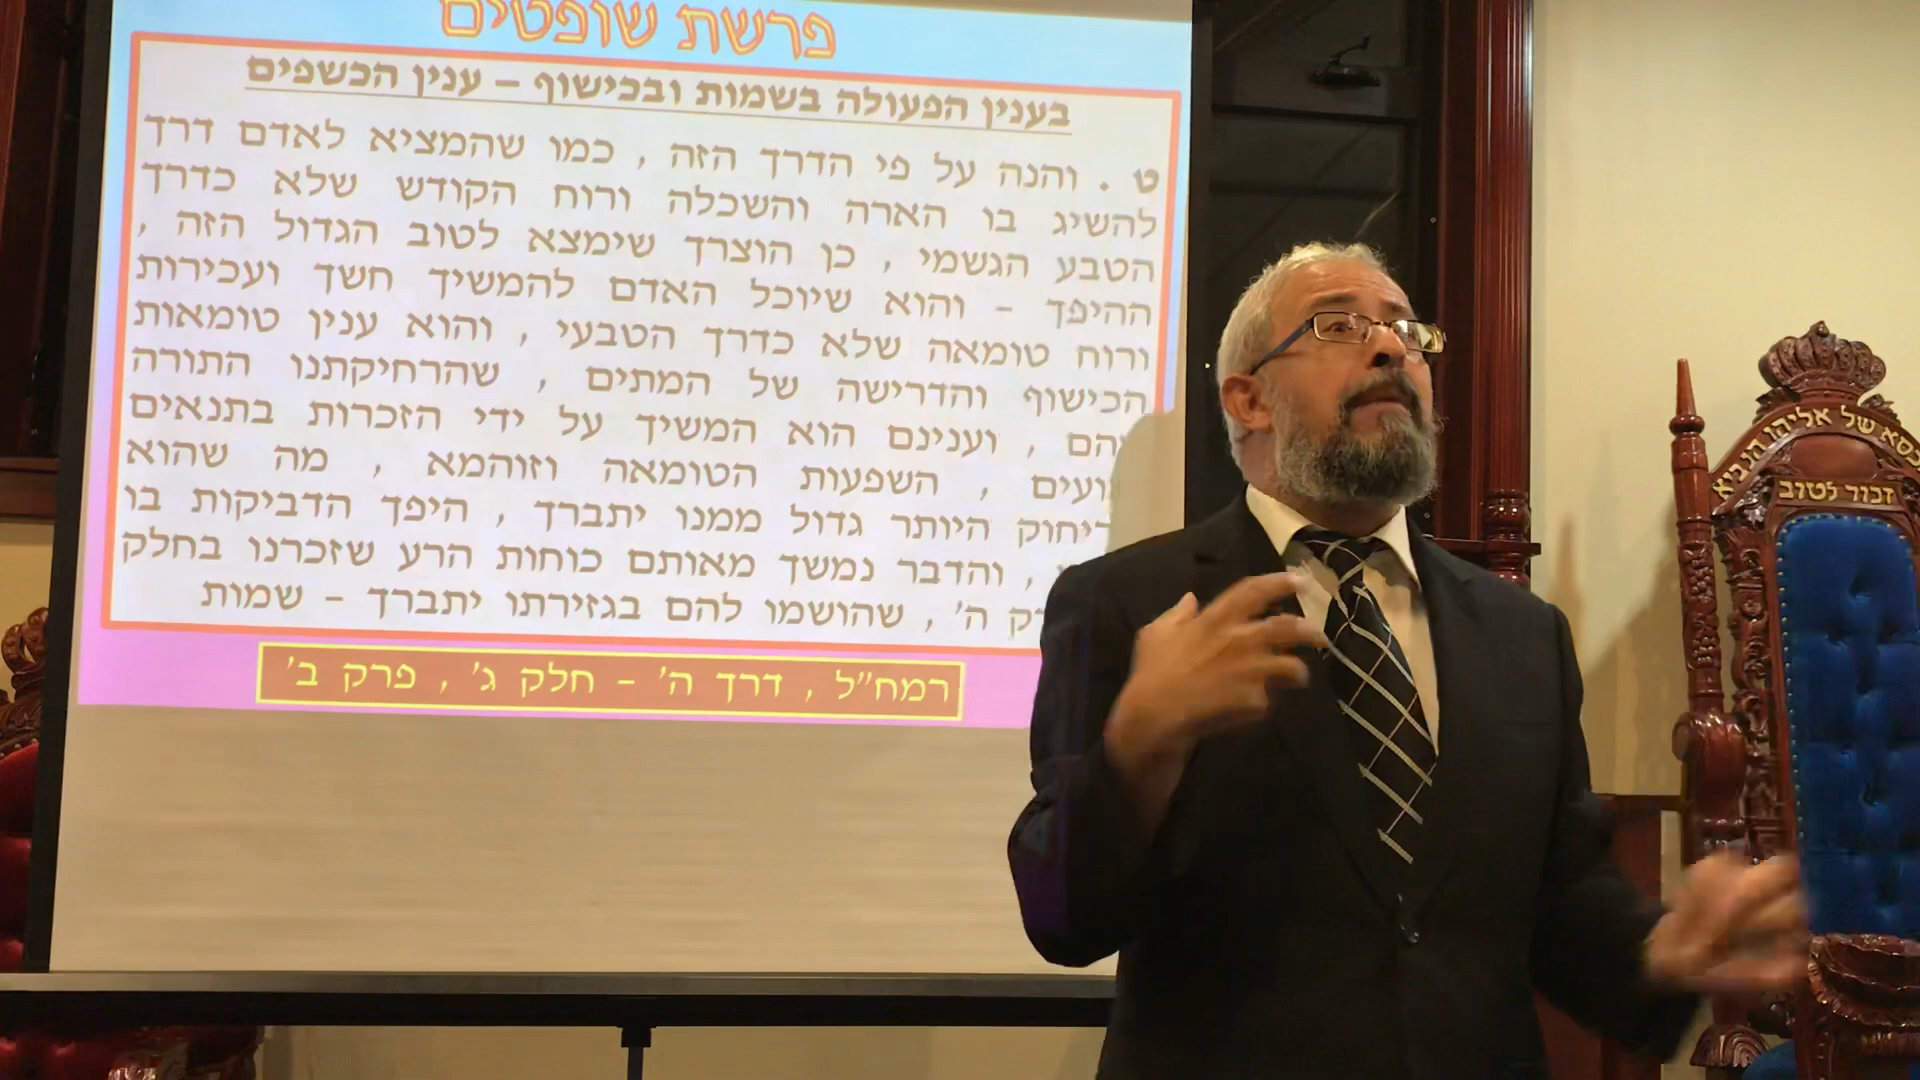 פרשת שופטים
בענין הפעולה בשמות ובכישוף – ענין הכשפים
ט . והנה על פי הדרך הזה , כמו שהמציא לאדם דרך
להשיג בו הארה והשכלה ורוח הקודש שלא כדרך
הטבע הגשמי , כן הוצרך שימצא לטוב הגדול הזה ,
ההיפך – והוא שיוכל האדם להמשיך חשך ועכירות
ורוח טומאה שלא כדרך הטבעי , והוא ענין טומאות
הכישוף והדרישה של המתים , שהרחיקתנו התורה
, וענינם הוא המשיך על ידי הזכרות בתנאים
, השפעות הטומאה וזוהמא , מה שהוא
היותר גדול ממנו יתברך , היפך הדביקות בו
, והדבר נמשך מאותם כוחות הרע שזכרנו בחלק
ה' , שהושמו להם בגזירתו יתברך – שמות
רמח"ל , דרך ה' – חלק ג' , פרק ב'
כסא של אליהו הנביא
זכור לטוב